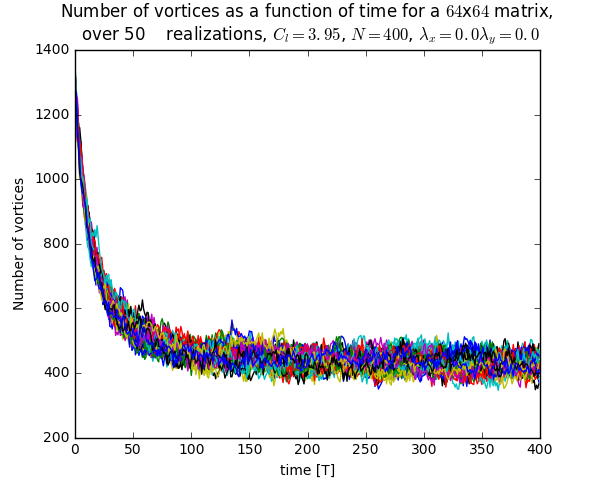 Number of vortices as a function of time for a 64x64 matrix,
over 50    realizations, $C_l = 3.95$, $N = 400$, $\lambda_x = 0.0\lambda_y = 0.0$
1400
1200
1000
800
600
400
200
Number of vortices
0 50 100 150 200 250 300 350 400
time [T]